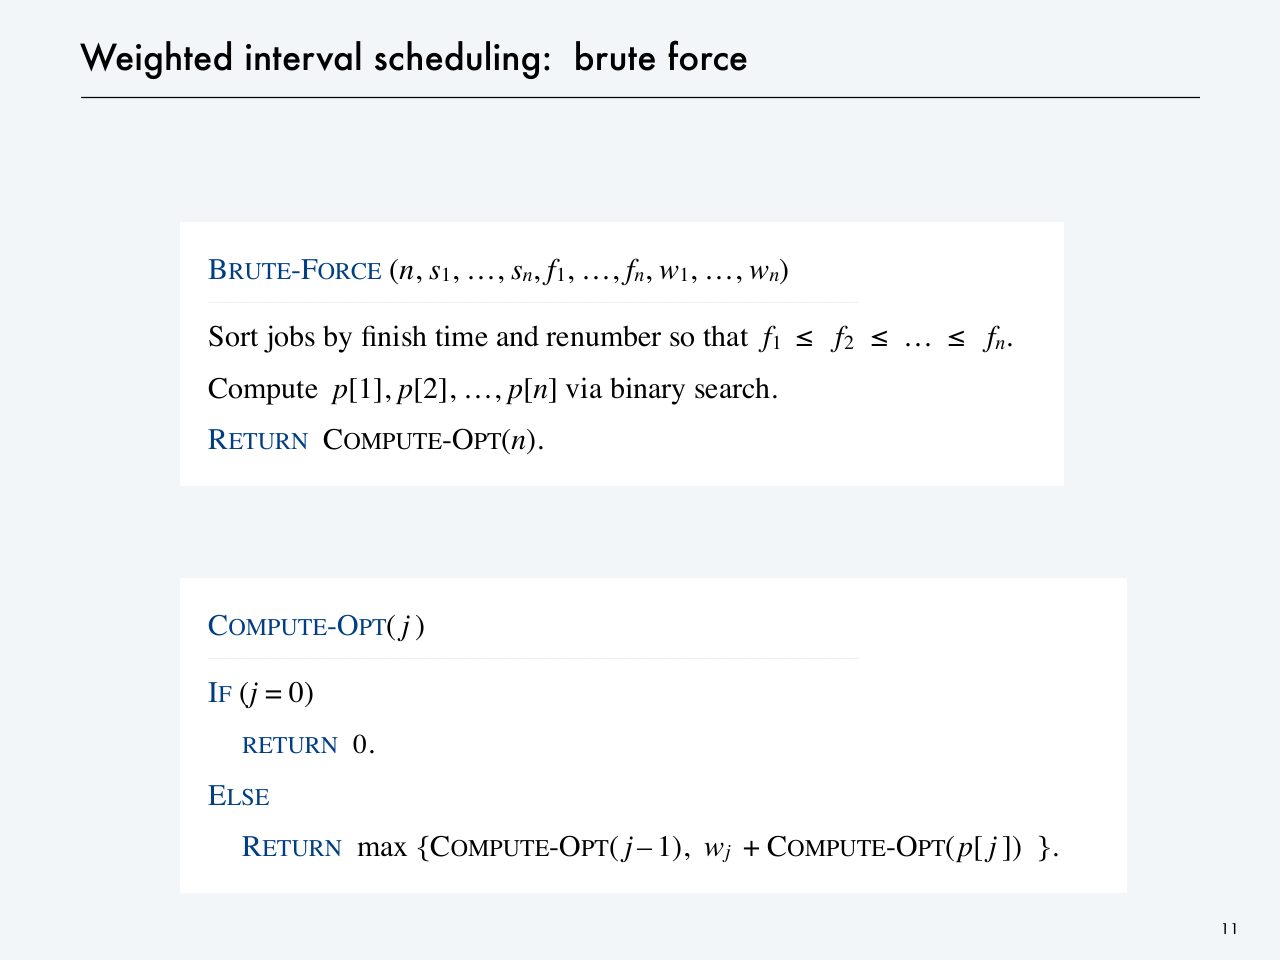 Weighted interval scheduling: brute force
BRUTE-FORCE (n, s1, …, sn, f1, …, fn, w1, …, wn)
Sort jobs by finish time and renumber so that f1 ≤ f2 ≤ … ≤ fn.
Compute p[1], p[2], …, p[n] via binary search.
RETURN COMPUTE-OPT(n).
COMPUTE-OPT( j )
IF (j = 0)
RETURN 0.
ELSE
RETURN max {COMPUTE-OPT( j – 1), wj + COMPUTE-OPT(p[ j ]) }.
11